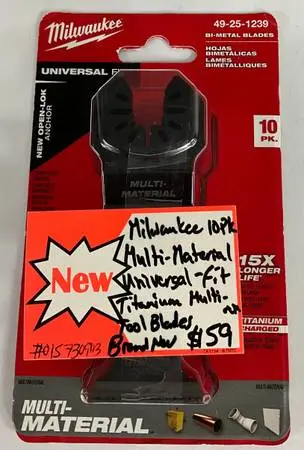 Milwaukee
49-25-1239
BI-METAL BLADES
HOJAS
BIMETÁLICAS
LAMES
BIMÉTALLIQUES
UNIVERSAL
NEW OPEN-LOK
ANCHOR
10
PK.
MULTI-
MATERIAL
15X
LONGER
LIFE
TITANIUM
CHARGED
New
Milwaukee 10pk
Multi-Material
Universal-fit
Titanium Multi-
Tool Blades
Brand New $59
MULTI-
MATERIAL